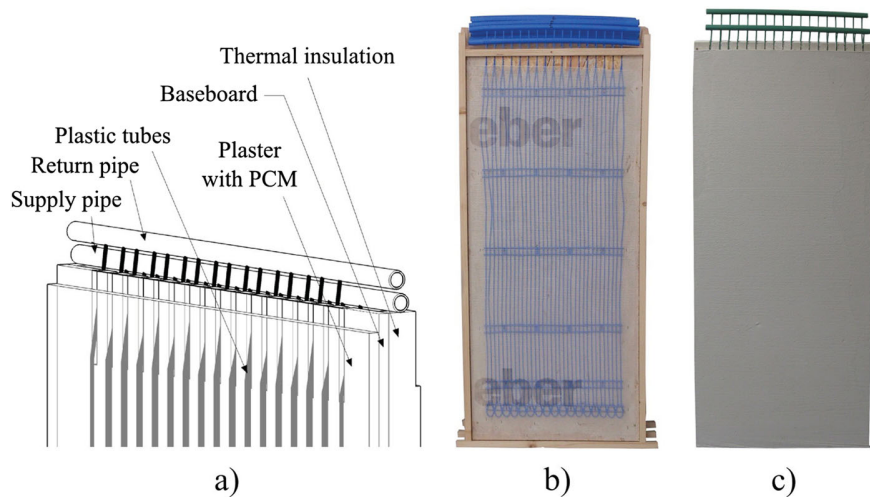 Thermal insulation
Baseboard
Plastic tubes
Return pipe
Supply pipe
Plaster
with PCM
eber
eber
a)
b)
c)